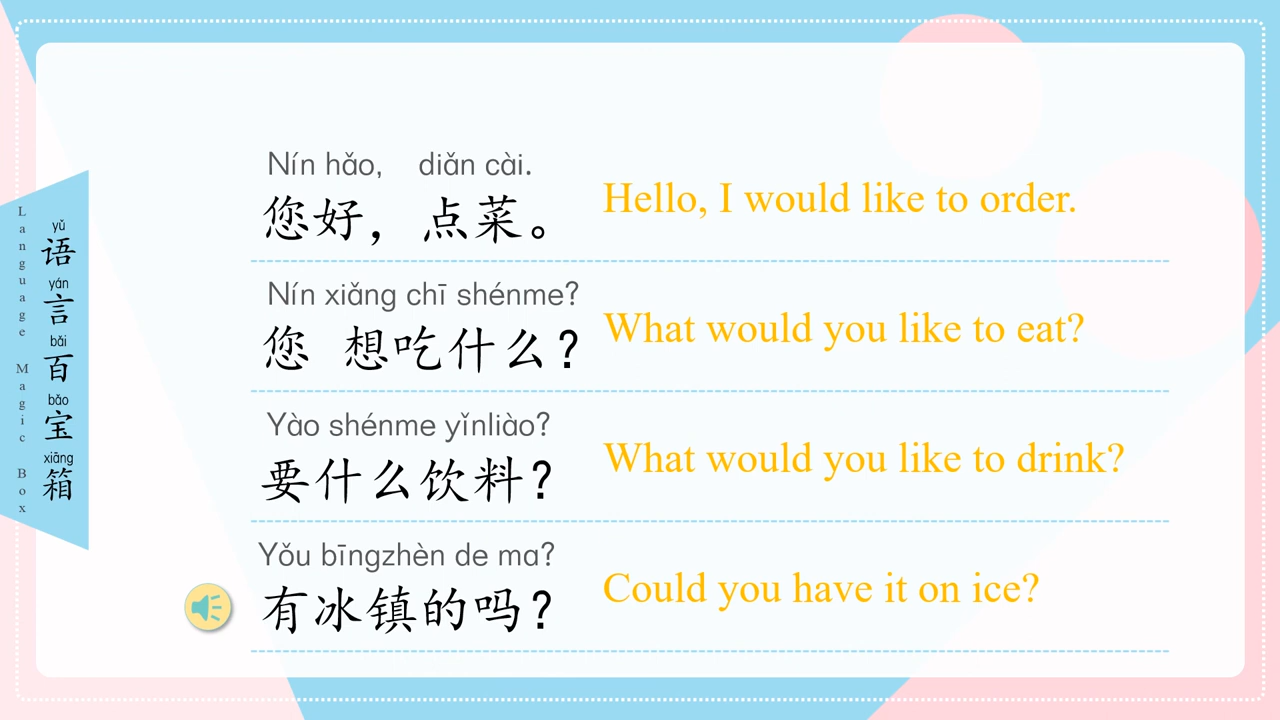 Nín hǎo, diǎn cài.
您好，点菜。
Hello, I would like to order.
Nín xiǎng chī shénme?
您 想吃什么？
What would you like to eat?
Yào shénme yǐnliào?
要什么饮料？
What would you like to drink?
Yǒu bīngzhèn de ma?
有冰镇的吗？
Could you have it on ice?
Language Magic Box
yǔ yán bǎi bǎo xiāng
语言百宝箱